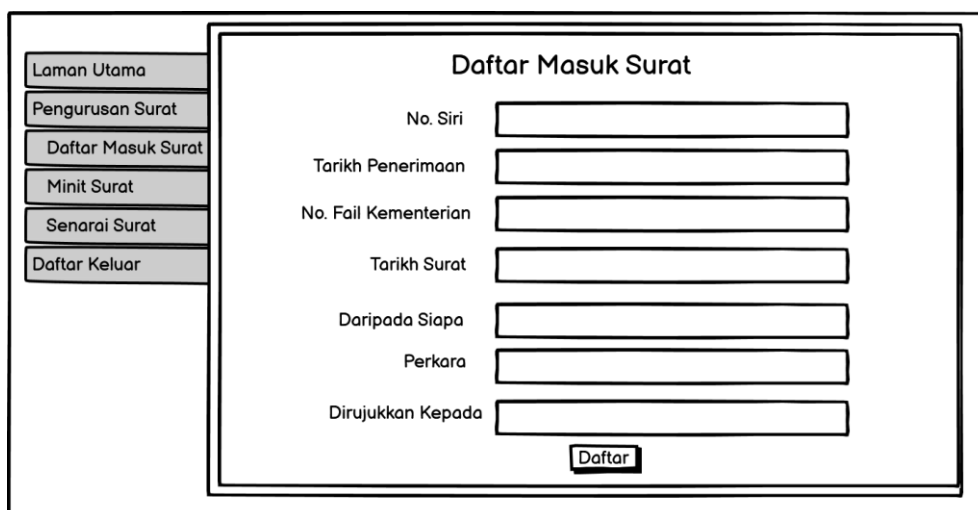 Laman Utama
Pengurusan Surat
Daftar Masuk Surat
Minit Surat
Senarai Surat
Daftar Keluar
Daftar Masuk Surat
No. Siri
Tarikh Penerimaan
No. Fail Kementerian
Tarikh Surat
Daripada Siapa
Perkara
Dirujukkan Kepada
Daftar